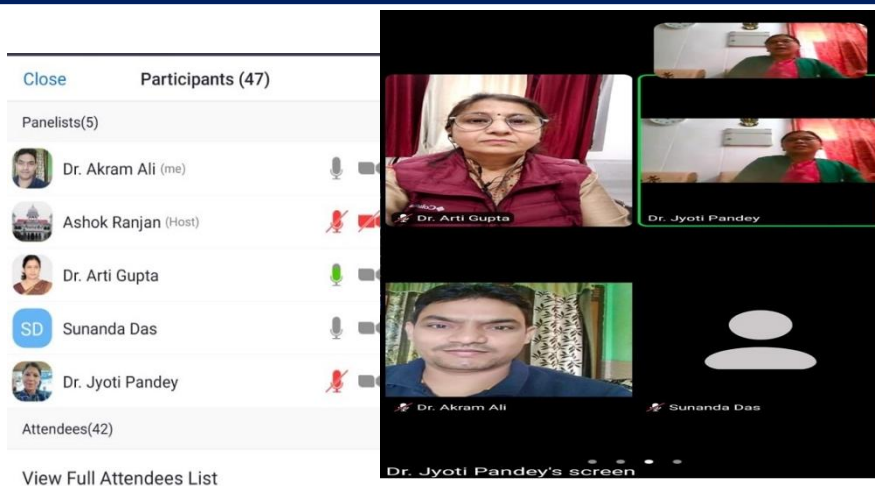 Close Participants (47)
Panelists(5)
Dr. Akram Ali (me)
Ashok Ranjan (Host)
Dr. Arti Gupta
SD Sunanda Das
Dr. Jyoti Pandey
Attendees(42)
View Full Attendees List
Dr. Arti Gupta
Dr. Jyoti Pandey
Dr. Akram Ali
Sunanda Das
Dr. Jyoti Pandey's screen